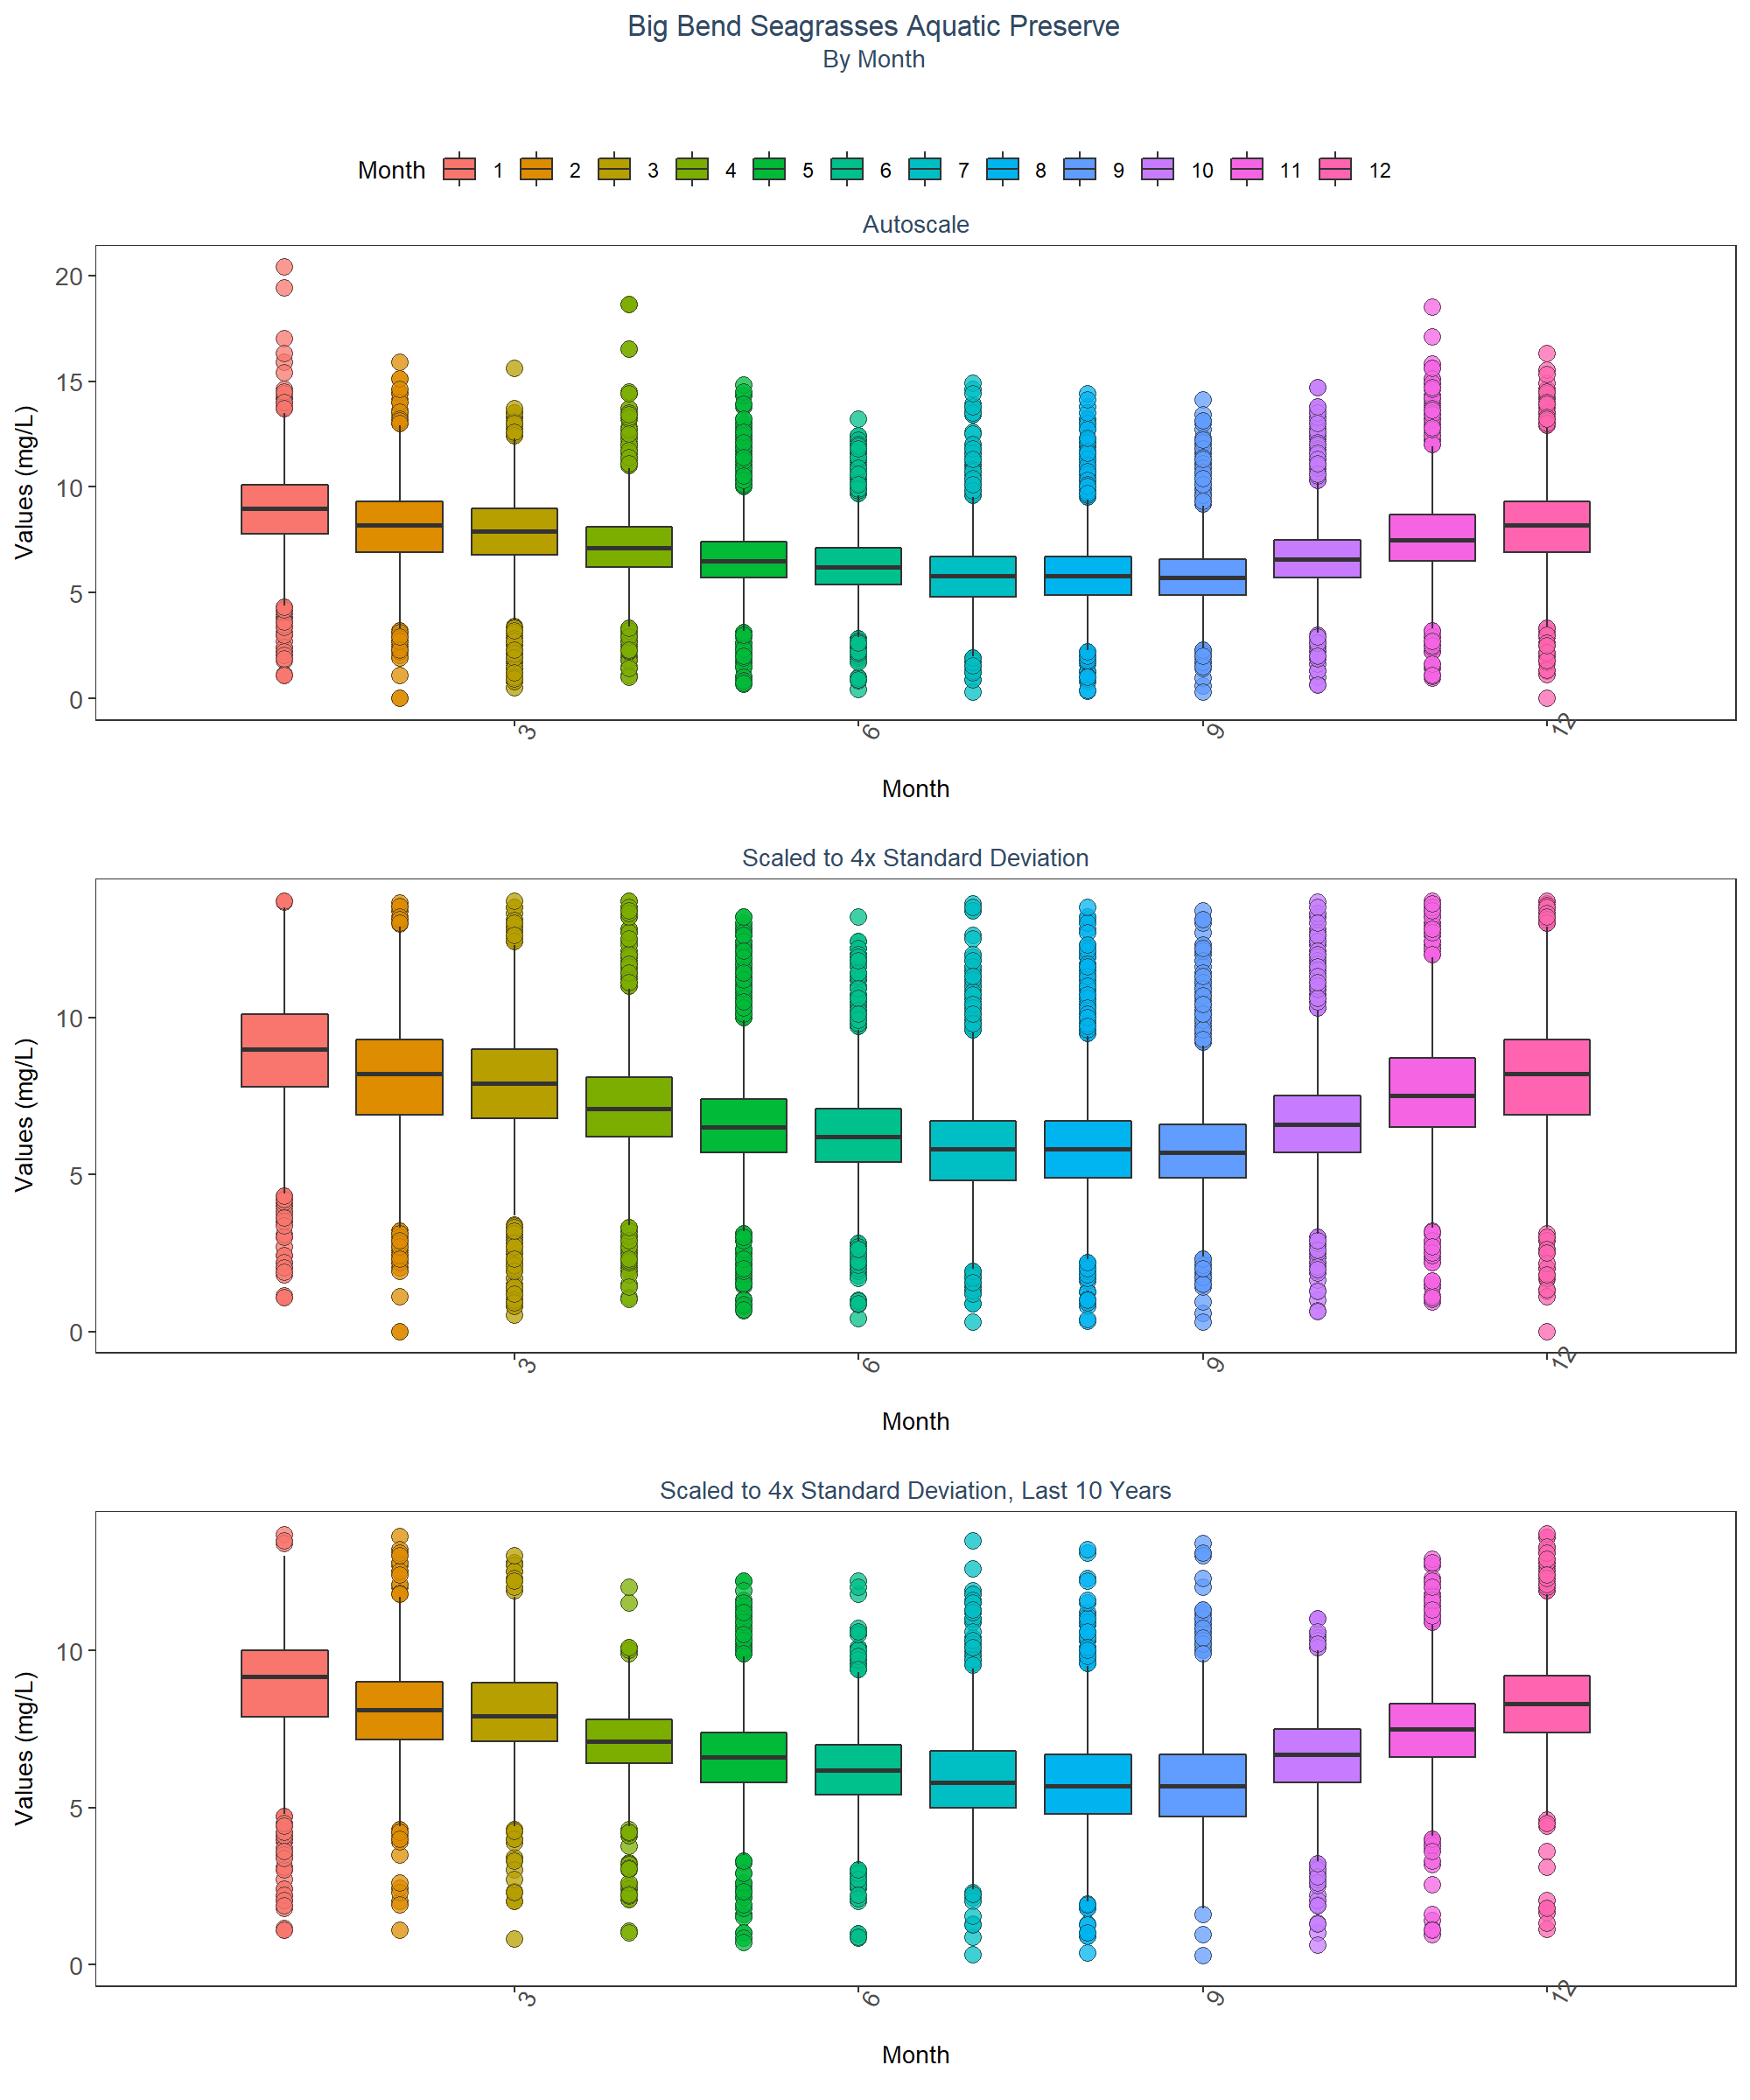 Big Bend Seagrasses Aquatic Preserve
By Month
Month 1 2 3 4 5 6 7 8 9 10 11 12
Autoscale
Values (mg/L)
20
15
10
5
0
3 6 9 12
Month
Scaled to 4x Standard Deviation
Values (mg/L)
10
5
0
3 6 9 12
Month
Scaled to 4x Standard Deviation, Last 10 Years
Values (mg/L)
10
5
0
3 6 9 12
Month